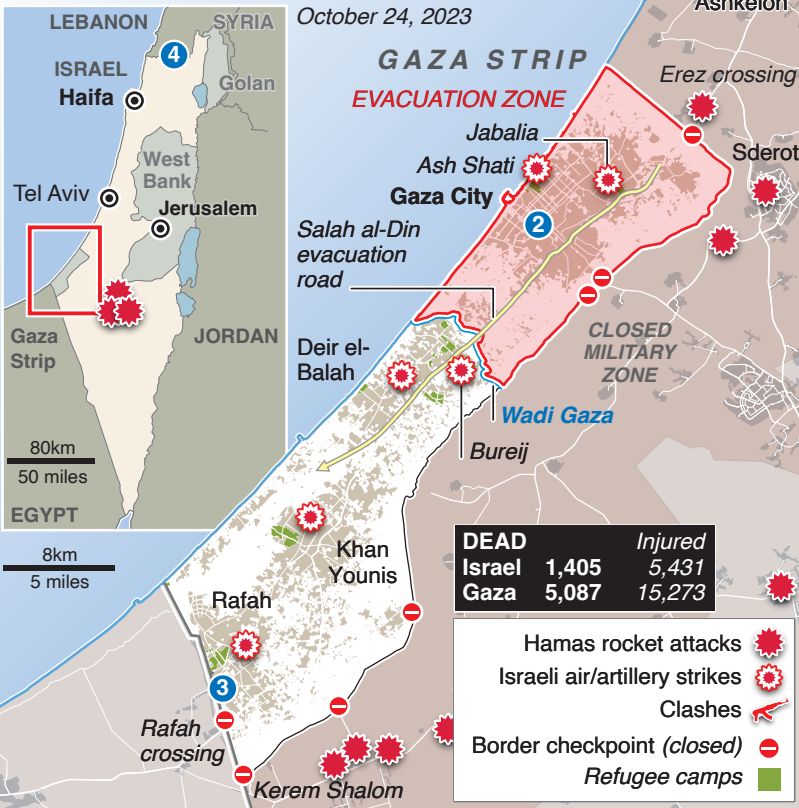 LEBANON
SYRIA
4
ISRAEL
Haifa
Golan
West
Bank
Tel Aviv
Jerusalem
Gaza
Strip
JORDAN
80km
50 miles
EGYPT
October 24, 2023
Ashkelon
GAZA STRIP
EVACUATION ZONE
Erez crossing
Jabalia
Ash Shati
Sderot
Gaza City
2
Salah al-Din
evacuation
road
CLOSED
MILITARY
ZONE
Deir el-
Balah
Wadi Gaza
Bureij
8km
5 miles
Khan
Younis
Rafah
3
Rafah
crossing
Kerem Shalom
DEAD Injured
Israel 1,405 5,431
Gaza 5,087 15,273
Hamas rocket attacks
Israeli air/artillery strikes
Clashes
Border checkpoint (closed)
Refugee camps